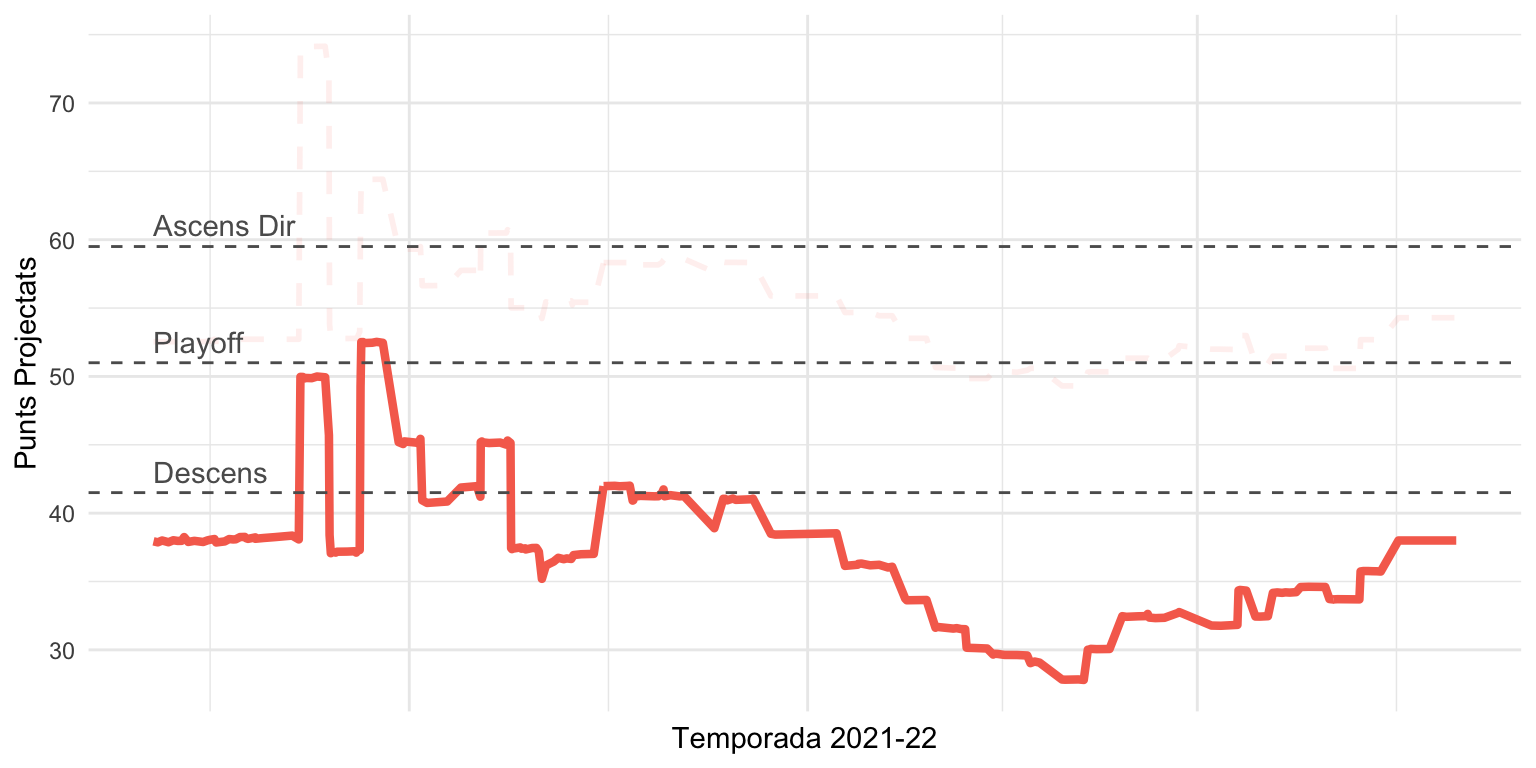 70
60
50
40
30
Punts Projectats
Ascens Dir
Playoff
Descens
Temporada 2021-22